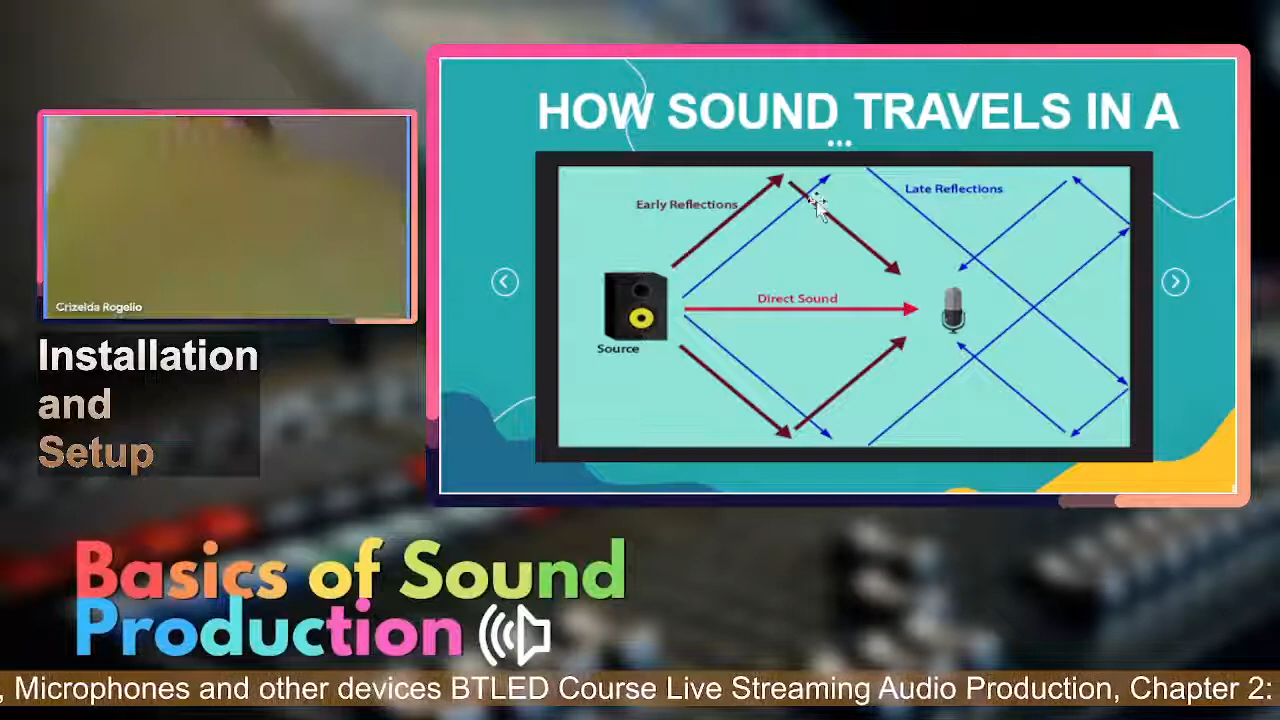 HOW SOUND TRAVELS IN A
Early Reflections
Late Reflections
Direct Sound
Source
Crizelda Rogelio
Installation
and
Setup
Basics of Sound
Production
, Microphones and other devices BTLED Course Live Streaming Audio Production, Chapter 2: